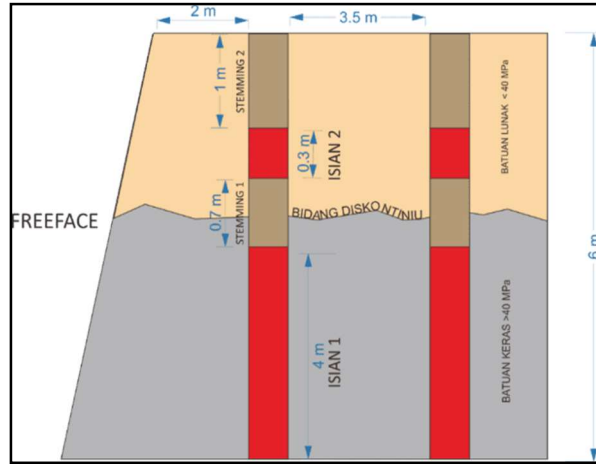 2 m
3.5 m
1 m
STEMMING 2
0.3 m
ISIAN 2
BATUAN LUNAK < 40 MPa
FREEFACE
0.7 m
STEMMING 1
BIDANG DISKONTINIU
6 m
4 m
ISIAN 1
BATUAN KERAS >40 MPa